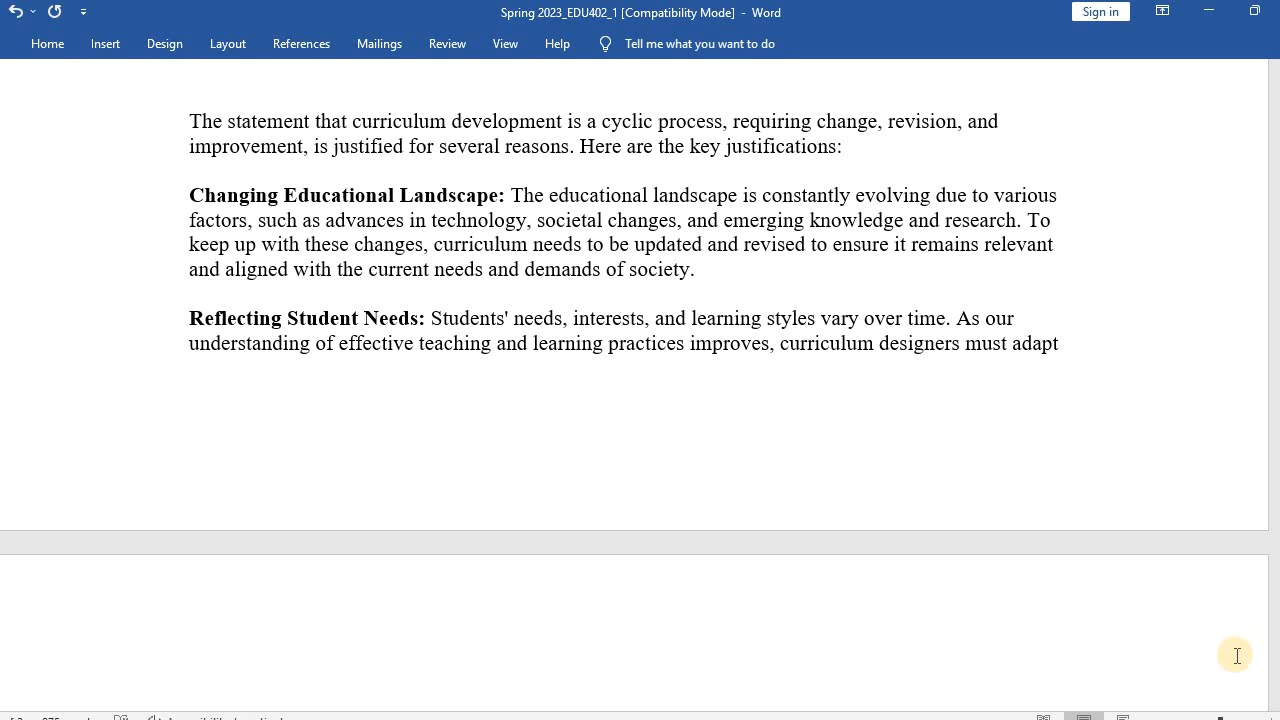 Spring 2023_EDU402_1 [Compatibility Mode] - Word
Sign in
Home Insert Design Layout References Mailings Review View Help Tell me what you want to do
The statement that curriculum development is a cyclic process, requiring change, revision, and
improvement, is justified for several reasons. Here are the key justifications:
Changing Educational Landscape: The educational landscape is constantly evolving due to various
factors, such as advances in technology, societal changes, and emerging knowledge and research. To
keep up with these changes, curriculum needs to be updated and revised to ensure it remains relevant
and aligned with the current needs and demands of society.
Reflecting Student Needs: Students' needs, interests, and learning styles vary over time. As our
understanding of effective teaching and learning practices improves, curriculum designers must adapt